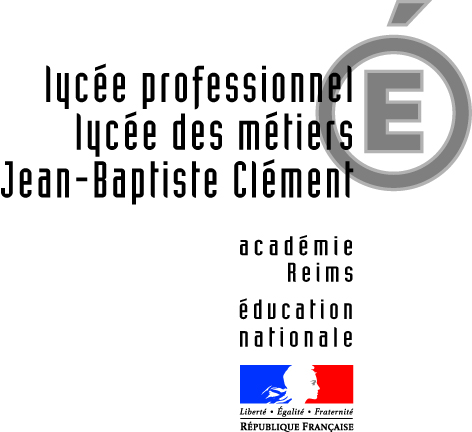 lycée professionnel
lycée des métiers
Jean-Baptiste Clément
É
académie
Reims
éducation
nationale
Liberté • Égalité • Fraternité
RÉPUBLIQUE FRANÇAISE